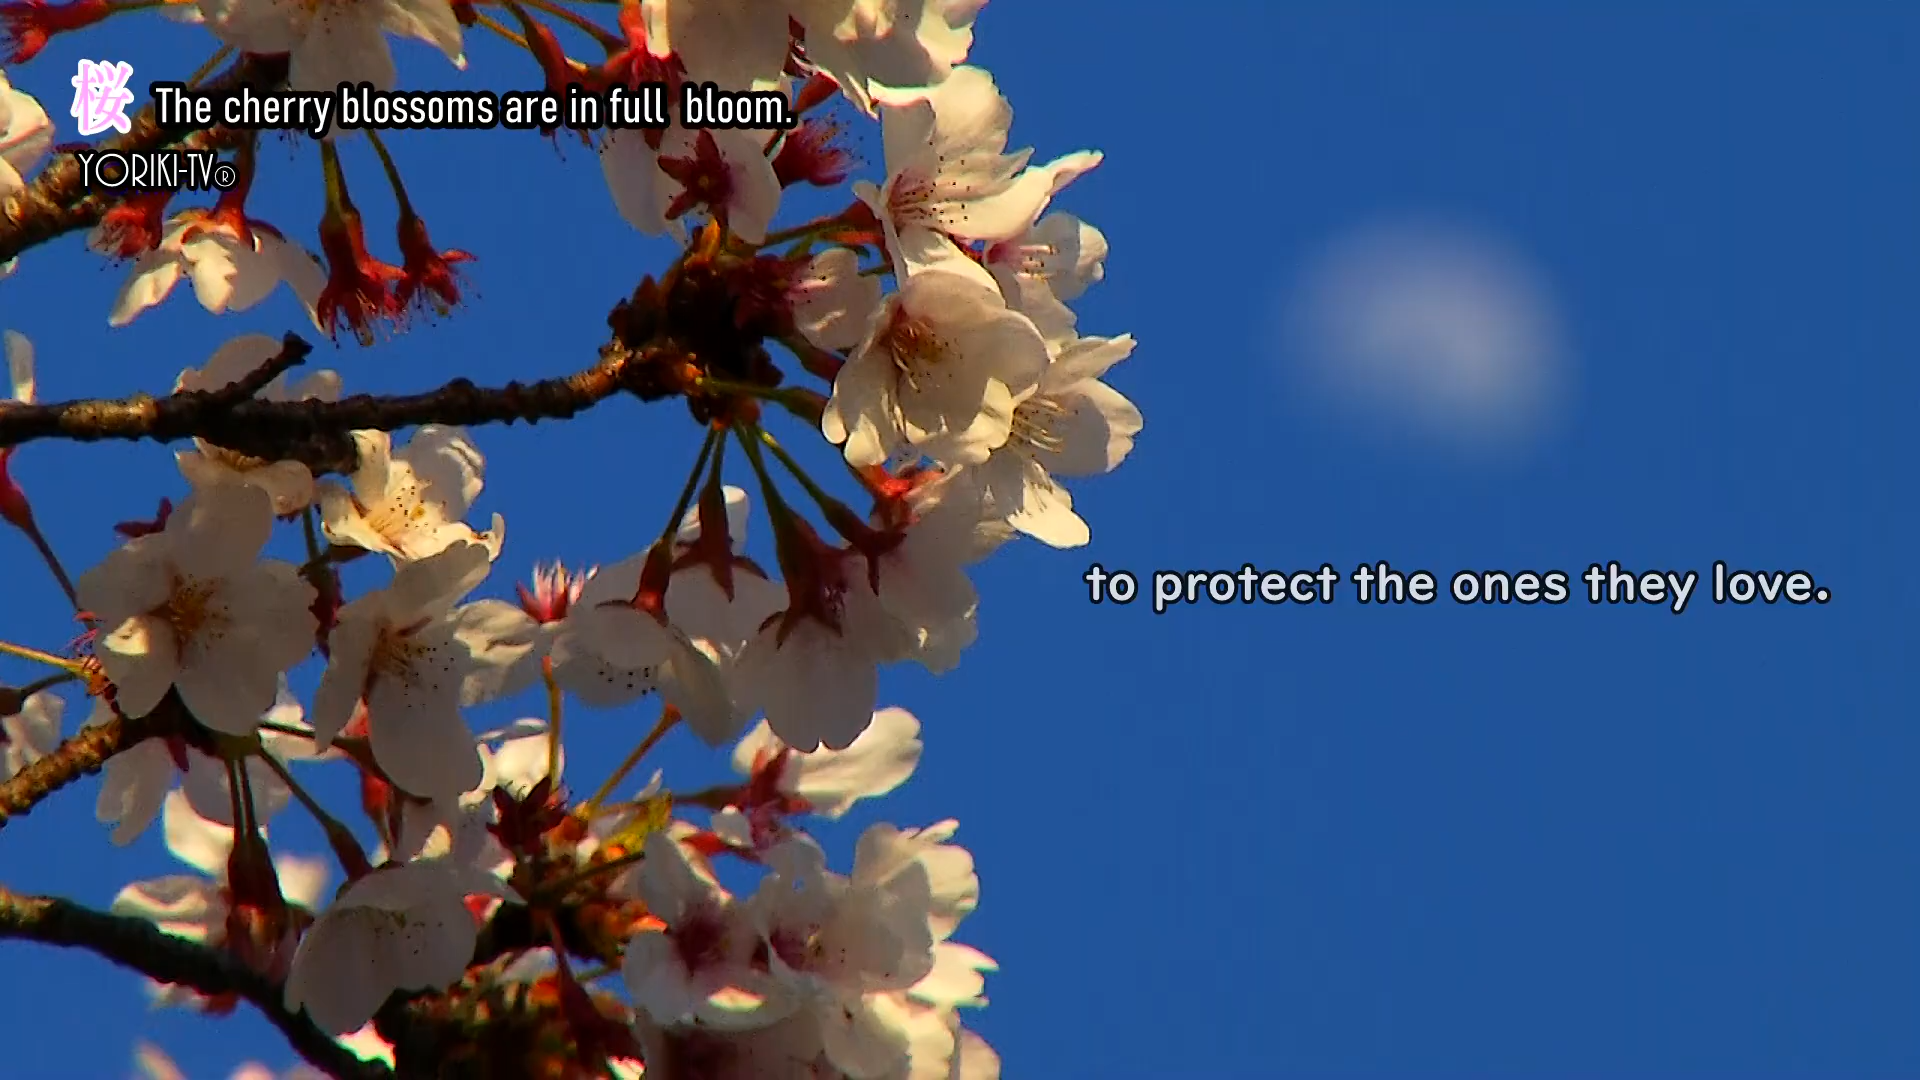 桜 The cherry blossoms are in full bloom.
YORIKI-TV®
to protect the ones they love.